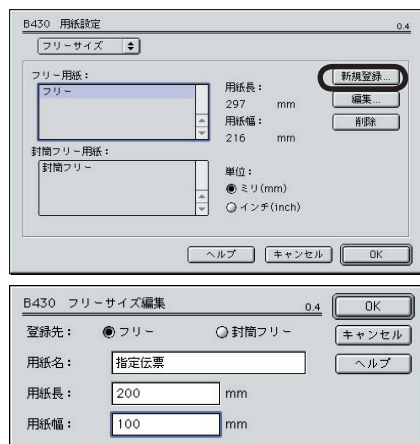 B430 用紙設定
0.4
フリーサイズ
フリー用紙：
フリー
用紙長：
297 mm
用紙幅：
216 mm
新規登録...
編集...
削除
封筒フリー用紙：
封筒フリー
単位：
ミリ(mm)
インチ(inch)
ヘルプ
キャンセル
OK
B430 フリーサイズ編集
0.4
OK
登録先： フリー 封筒フリー
キャンセル
用紙名： 指定伝票
ヘルプ
用紙長： 200 mm
用紙幅： 100 mm